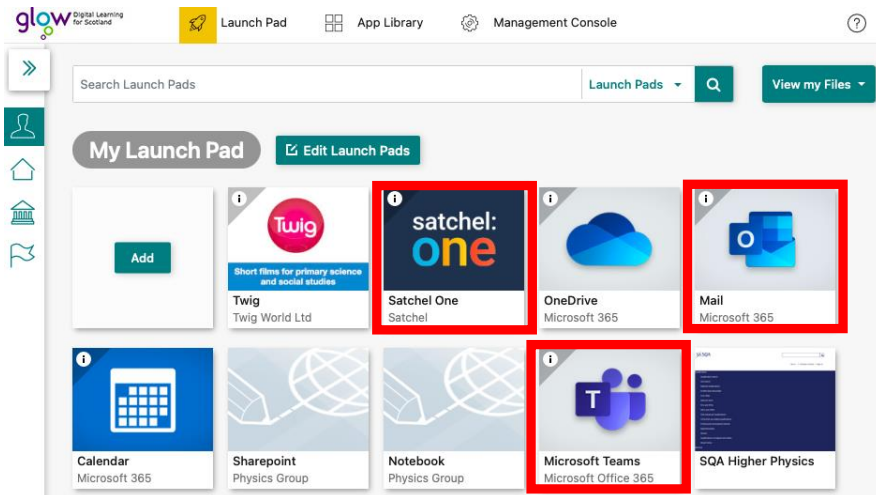 glow Digital Learning
for Scotland
Launch Pad
App Library
Management Console
?
Search Launch Pads
Launch Pads
View my Files
My Launch Pad
Edit Launch Pads
Add
i
Twig
Short films for primary science
and social studies
Twig
Twig World Ltd
i
satchel:
one
Satchel One
Satchel
i
OneDrive
Microsoft 365
i
O
Mail
Microsoft 365
i
Calendar
Microsoft 365
Sharepoint
Physics Group
Notebook
Physics Group
i
T
Microsoft Teams
Microsoft Office 365
SQA Higher Physics